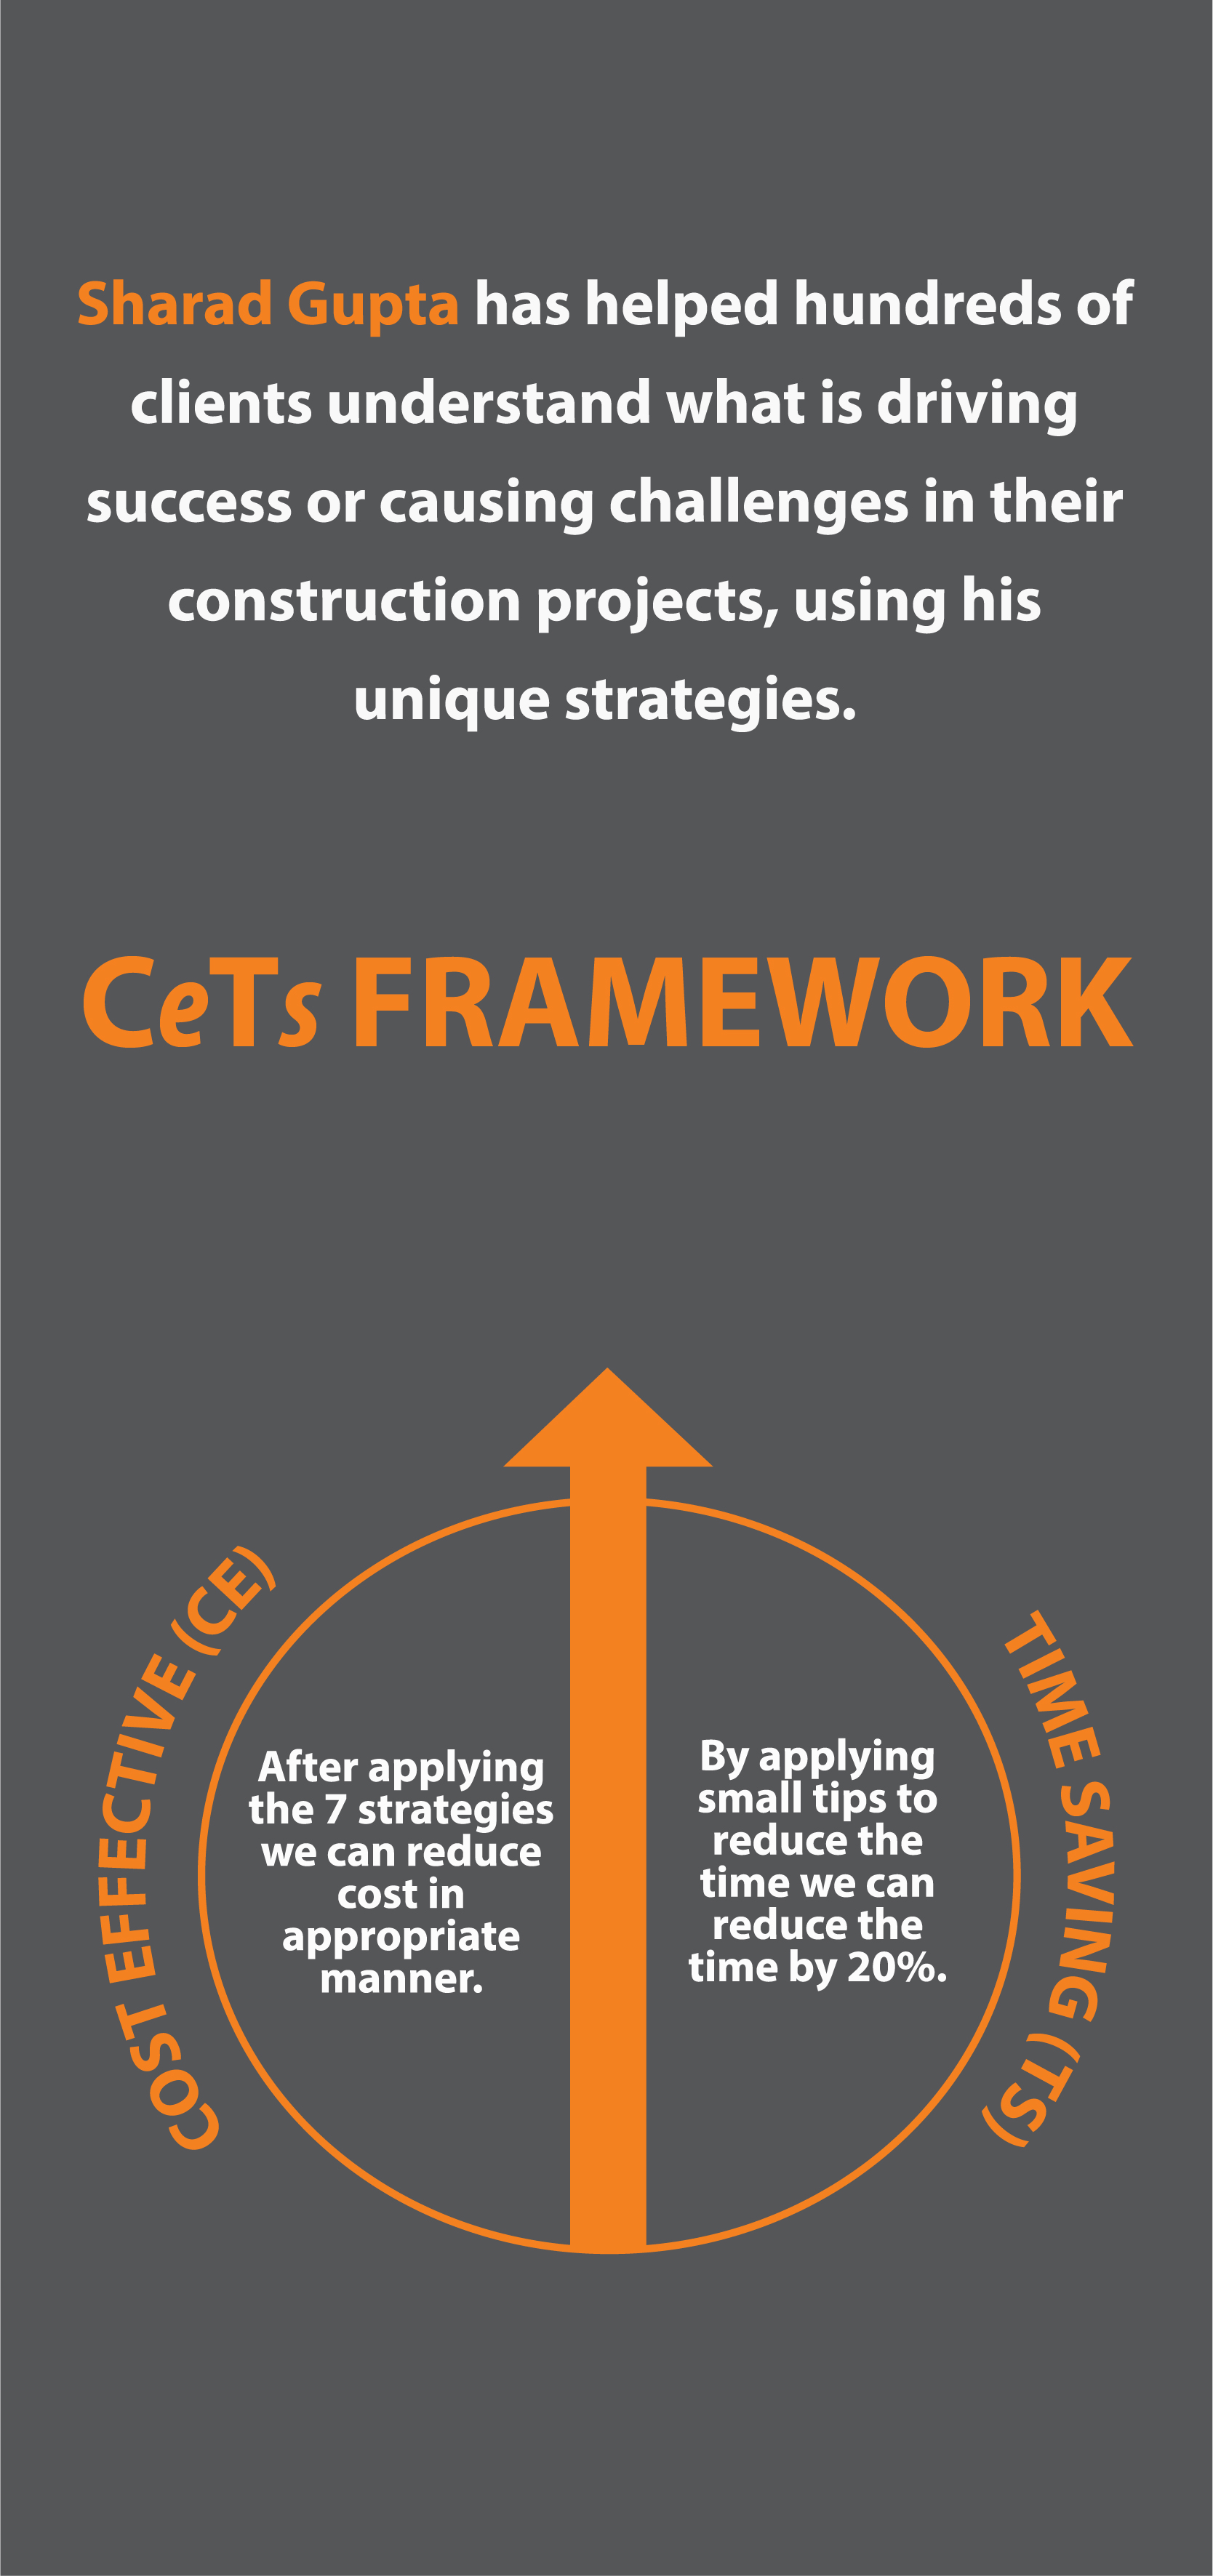 Sharad Gupta has helped hundreds of
clients understand what is driving
success or causing challenges in their
construction projects, using his
unique strategies.
CeTs FRAMEWORK
COST EFFECTIVE (CE)
After applying
the 7 strategies
we can reduce
cost in
appropriate
manner.
By applying
small tips to
reduce the
time we can
reduce the
time by 20%.
TIME SAVING (TS)